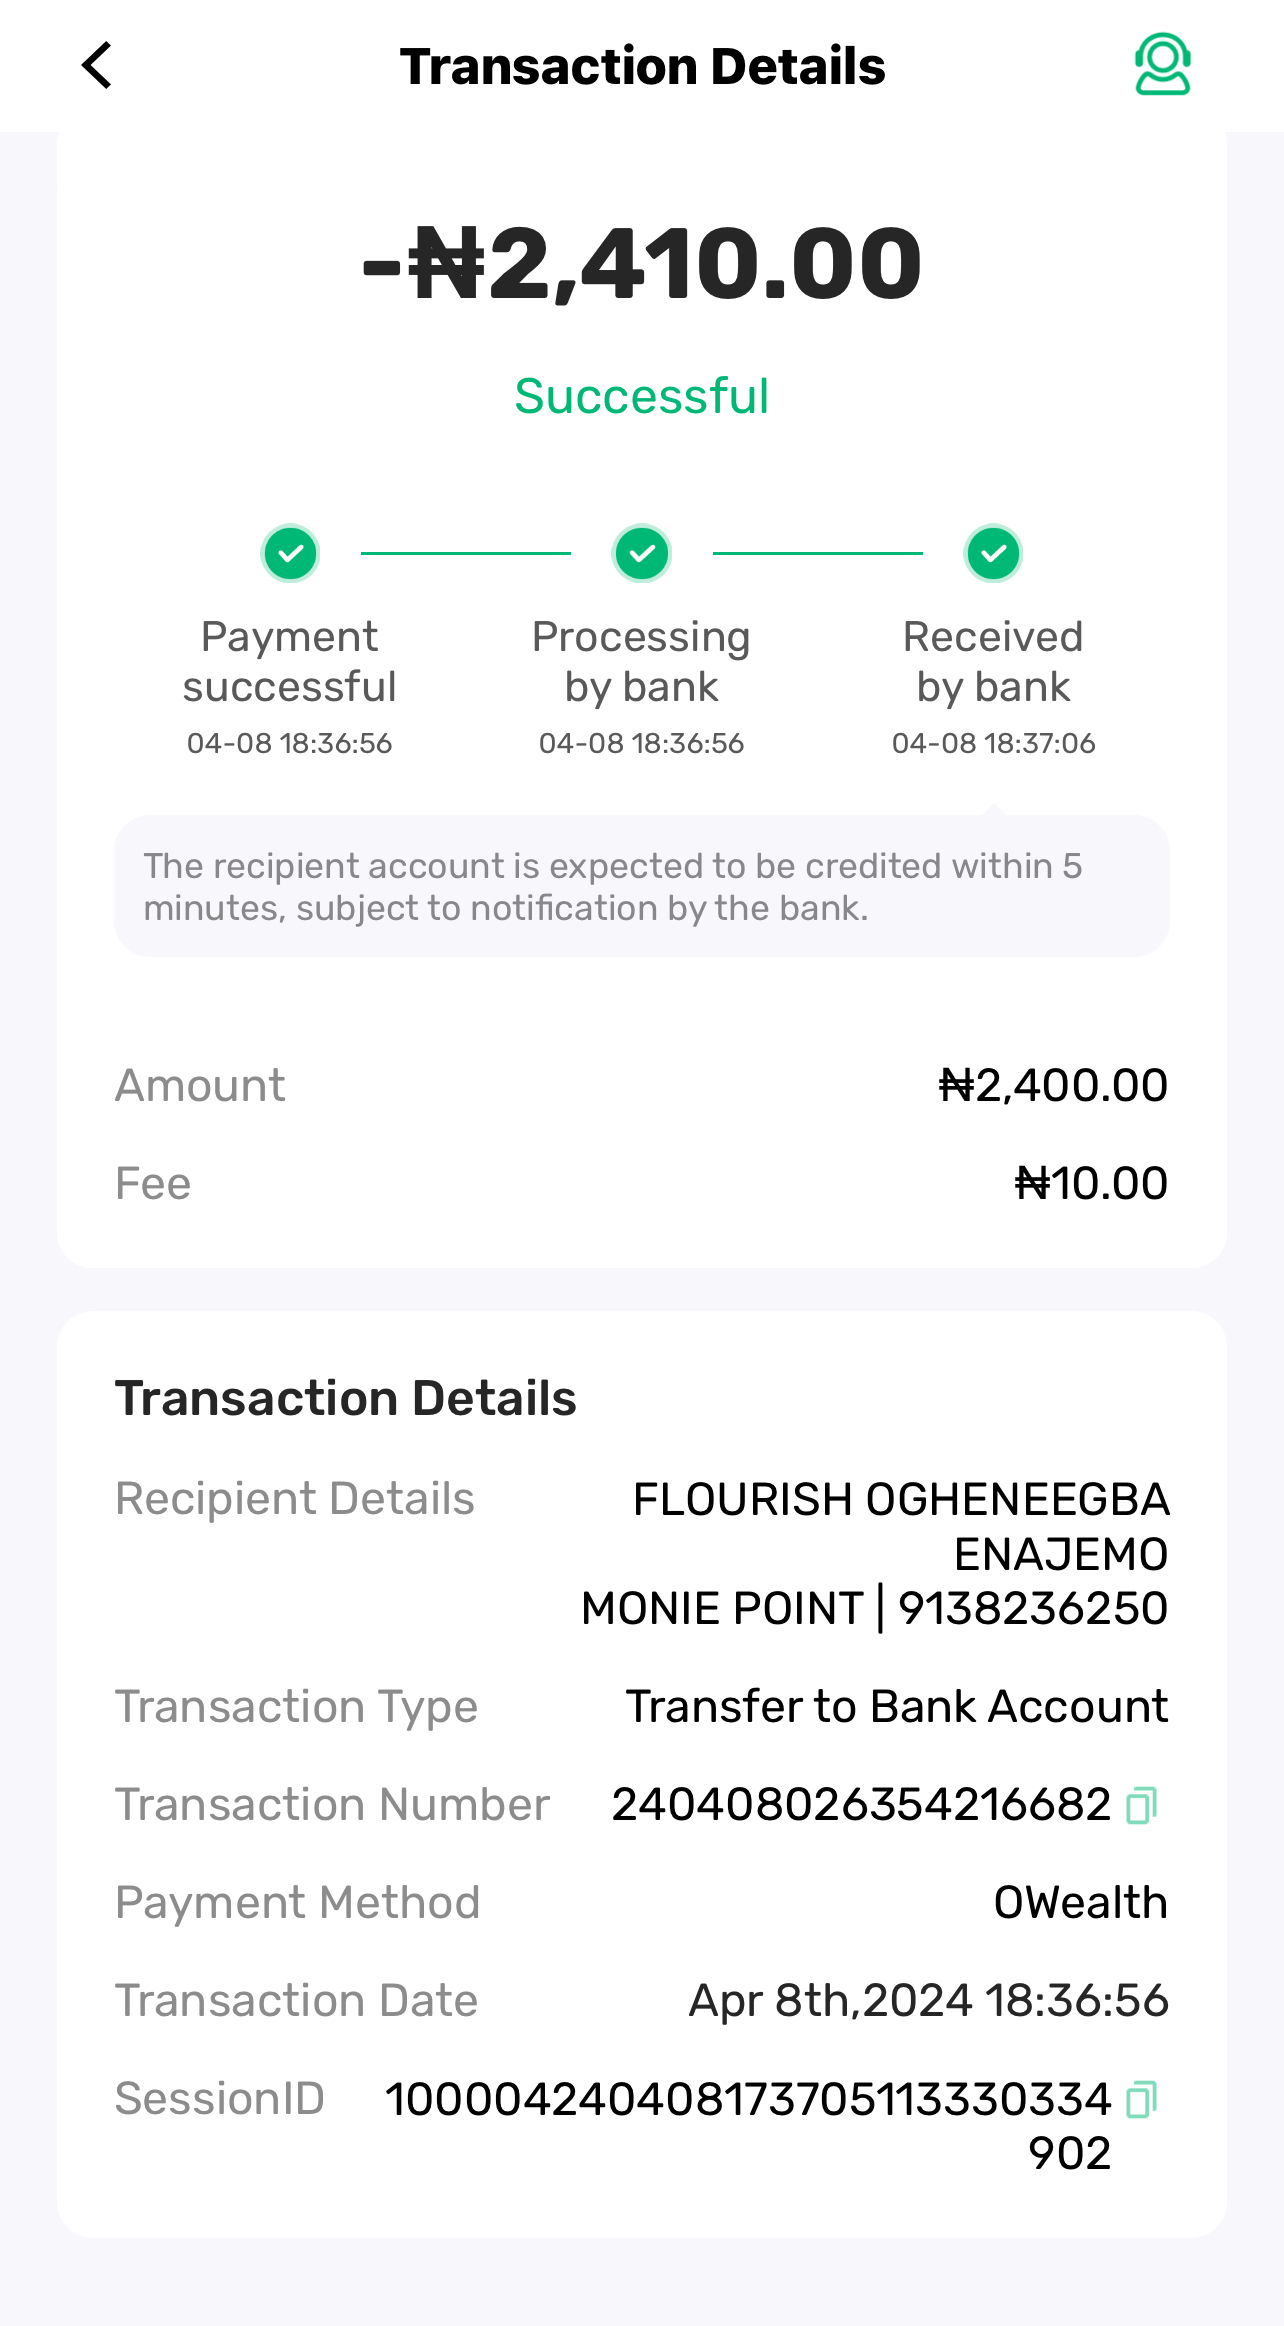 Transaction Details
-₦2,410.00
Successful
Payment successful
04-08 18:36:56
Processing by bank
04-08 18:36:56
Received by bank
04-08 18:37:06
The recipient account is expected to be credited within 5
minutes, subject to notification by the bank.
Amount ₦2,400.00
Fee ₦10.00
Transaction Details
Recipient Details FLOURISH OGHENEEGBA
ENAJEMO
MONIE POINT | 9138236250
Transaction Type Transfer to Bank Account
Transaction Number 240408026354216682
Payment Method OWealth
Transaction Date Apr 8th,2024 18:36:56
SessionID 100004240408173705113330334
902